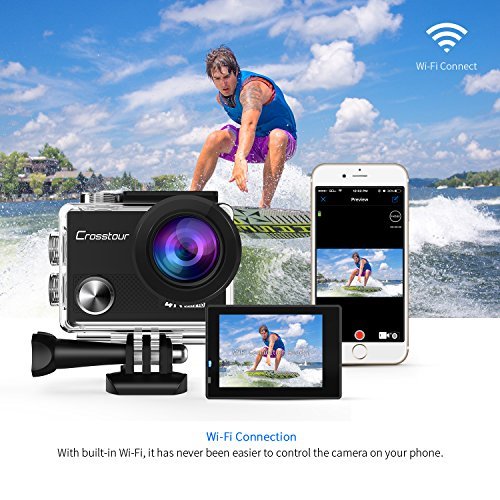 Wi-Fi Connect
Crosstour
Preview
Wi-Fi Connection
With built-in Wi-Fi, it has never been easier to control the camera on your phone.